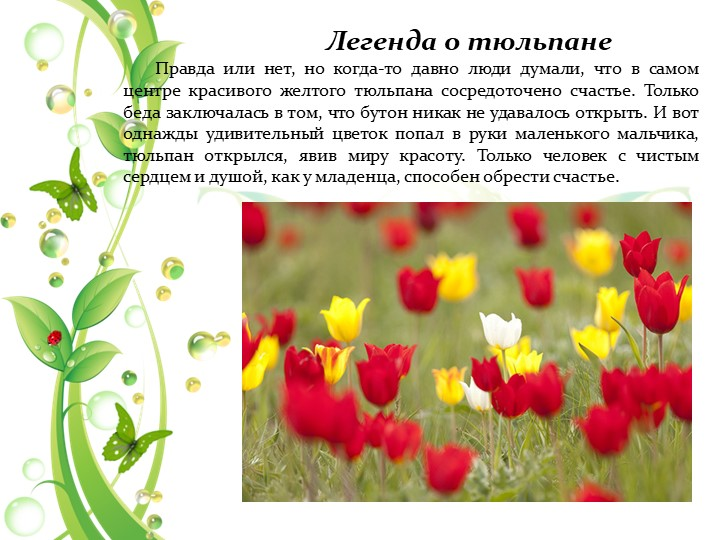 Легенда о тюльпане
Правда или нет, но когда-то давно люди думали, что в самом
центре красивого желтого тюльпана сосредоточено счастье. Только
беда заключалась в том, что бутон никак не удавалось открыть. И вот
однажды удивительный цветок попал в руки маленького мальчика,
тюльпан открылся, явив миру красоту. Только человек с чистым
сердцем и душой, как у младенца, способен обрести счастье.